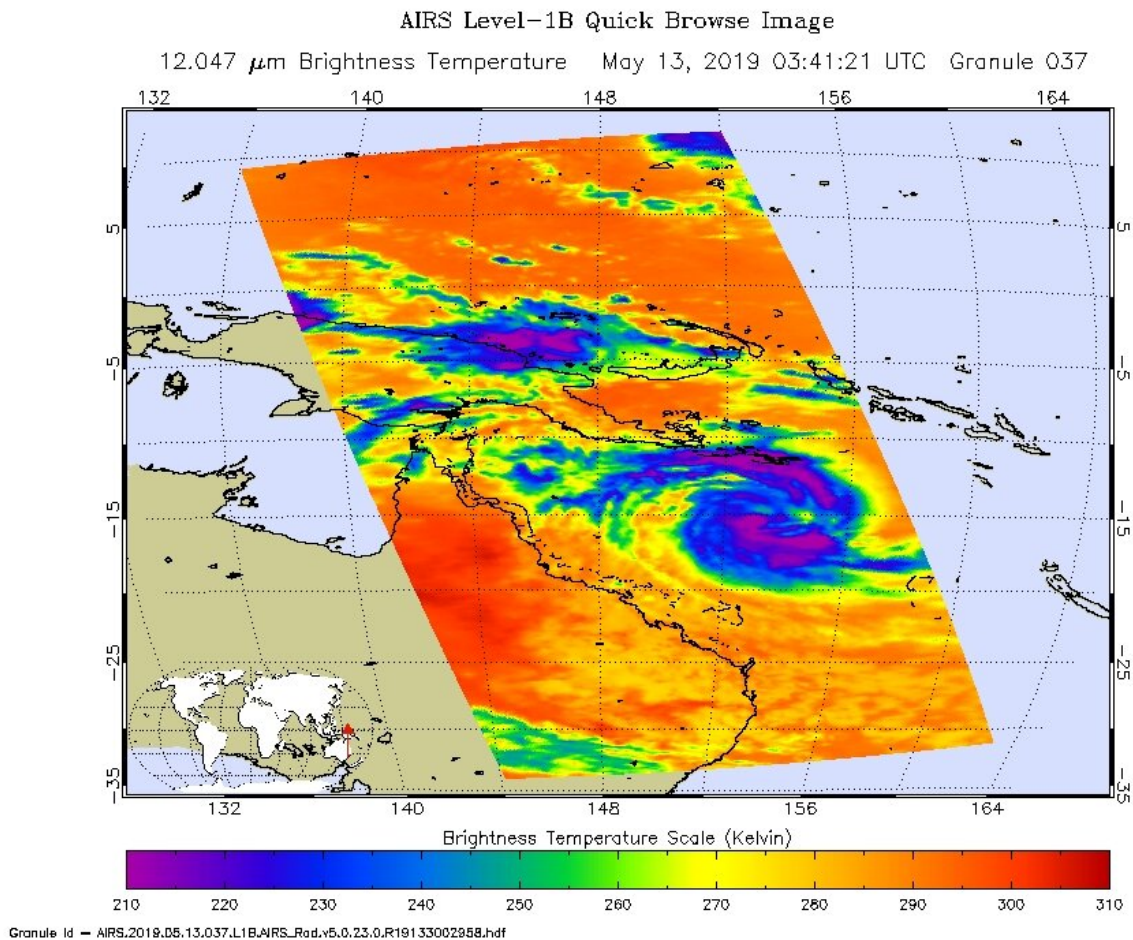 AIRS Level-1B Quick Browse Image
12.047 μm Brightness Temperature May 13, 2019 03:41:21 UTC Granule 037
132 140 148 156 164
5 5
-5 -5
-15 -15
-25 -25
-35 -35
132 140 148 156 164
Brightness Temperature Scale (Kelvin)
210 220 230 240 250 260 270 280 290 300 310
Granule Id - AIRS.2019.05.13.037.L1B.AIRS_Rad.v5.0.23.0.R19133002958.hdf